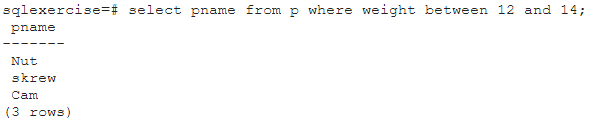 sqlexercise=# select pname from p where weight between 12 and 14;
pname
-------
Nut
skrew
Cam
(3 rows)